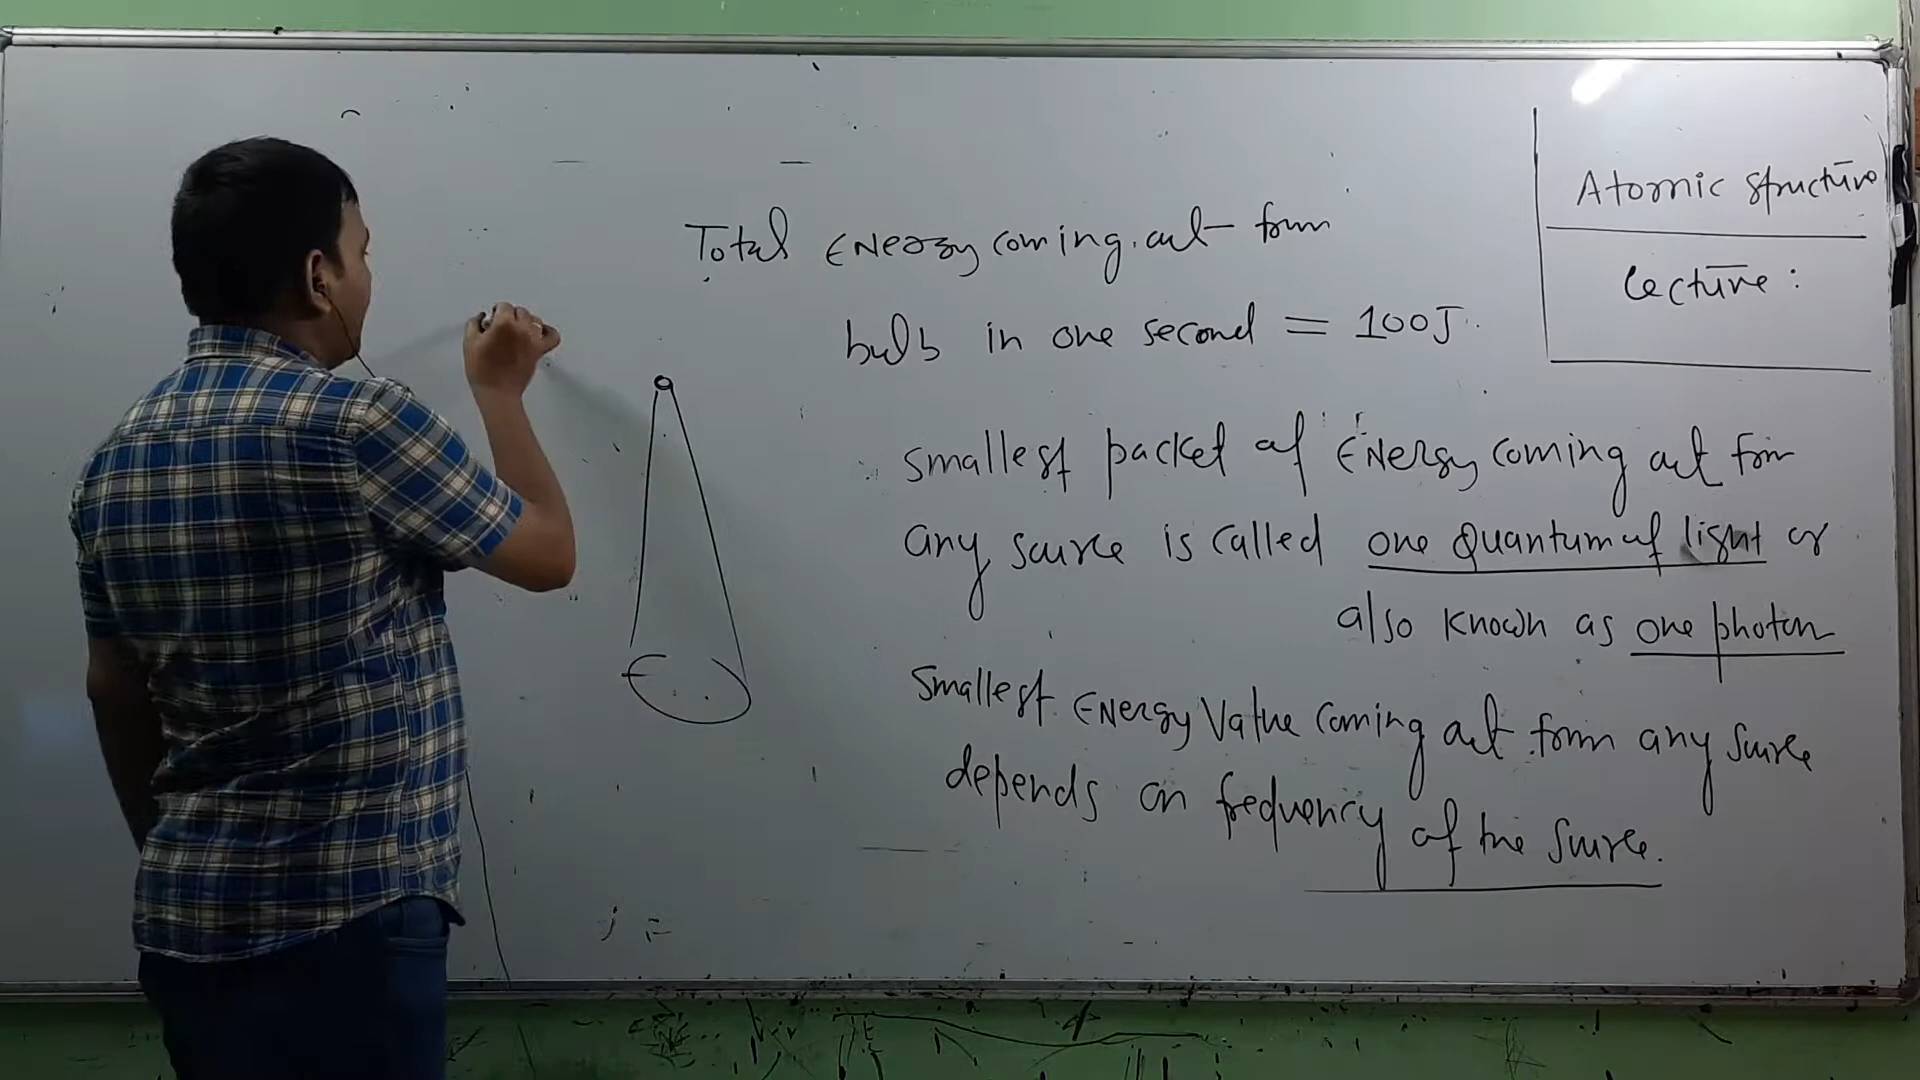 Atomic structure
Lecture :
Total Energy coming out from
bulb in one second = 100J
smallest packet of Energy coming out from
any source is called one quantum of light or
also known as one photon
Smallest Energy Value Coming out from any source
depends on frequency of the source.